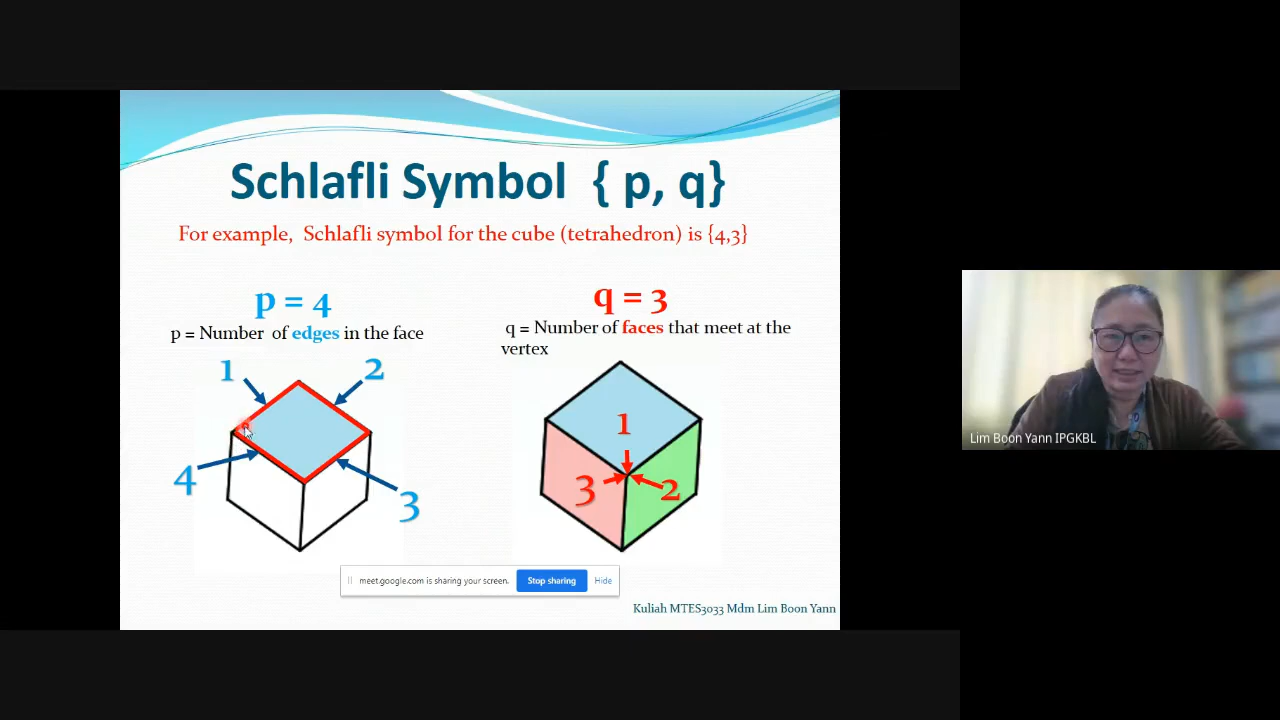 Schlafli Symbol { p, q}
For example, Schlafli symbol for the cube (tetrahedron) is {4,3}
p = 4
p = Number of edges in the face
1
2
4
3
q = 3
q = Number of faces that meet at the
vertex
1
3
2
meet.google.com is sharing your screen.
Stop sharing
Hide
Kuliah MTES3033 Mdm Lim Boon Yann
Lim Boon Yann IPGKBL